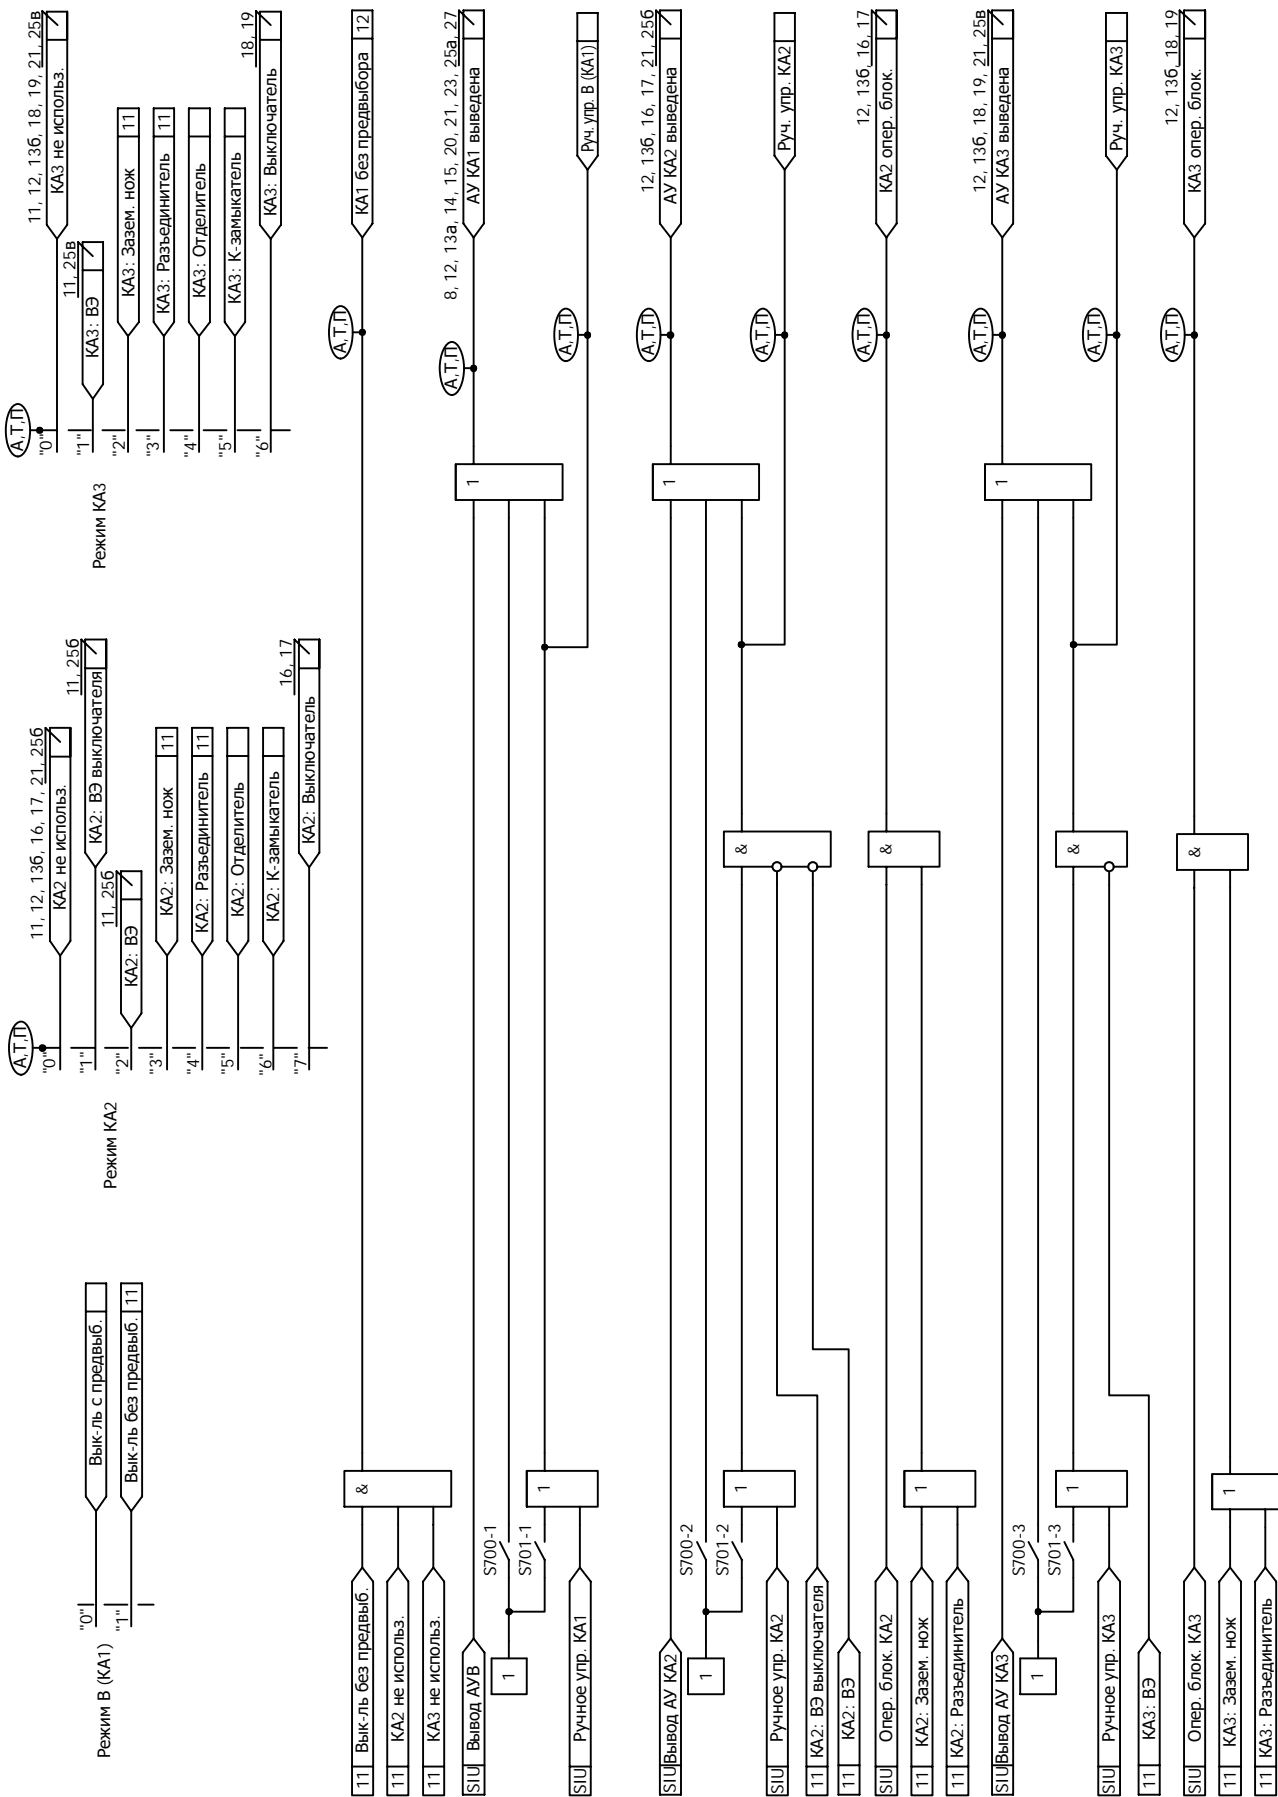 Режим В (КА1)
"0"
Вык-ль с предвыб.
"1"
Вык-ль без предвыб.
11
Режим КА2
А,Т,П
"0"
КА2 не использ.
11, 12, 13б, 16, 17, 21, 25б
"1"
КА2: ВЭ выключателя
11, 25б
"2"
КА2: ВЭ
11, 25б
"3"
КА2: Зазем. нож
11
"4"
КА2: Разъединитель
11
"5"
КА2: Отделитель
"6"
КА2: К-замыкатель
"7"
КА2: Выключатель
16, 17
Режим КА3
А,Т,П
"0"
КА3 не использ.
11, 12, 13б, 18, 19, 21, 25в
"1"
КА3: ВЭ
11, 25в
"2"
КА3: Зазем. нож
11
"3"
КА3: Разъединитель
11
"4"
КА3: Отделитель
"5"
КА3: К-замыкатель
"6"
КА3: Выключатель
18, 19
11
Вык-ль без предвыб.
11
КА2 не использ.
11
КА3 не использ.
&
А,Т,П
КА1 без предвыбора
12
SIU
Вывод АУВ
1
S700-1
S701-1
SIU
Ручное упр. КА1
1
1
А,Т,П
8, 12, 13а, 14, 15, 20, 21, 23, 25а, 27
АУ КА1 выведена
А,Т,П
Руч. упр. В (КА1)
SIU
Вывод АУ КА2
1
S700-2
S701-2
SIU
Ручное упр. КА2
1
11
КА2: ВЭ выключателя
11
КА2: ВЭ
&
1
А,Т,П
12, 13б, 16, 17, 21, 25б
АУ КА2 выведена
А,Т,П
Руч. упр. КА2
SIU
Опер. блок. КА2
11
КА2: Зазем. нож
11
КА2: Разъединитель
1
&
А,Т,П
12, 13б, 16, 17
КА2 опер. блок.
SIU
Вывод АУ КА3
1
S700-3
S701-3
SIU
Ручное упр. КА3
1
11
КА3: ВЭ
&
1
А,Т,П
12, 13б, 18, 19, 21, 25в
АУ КА3 выведена
А,Т,П
Руч. упр. КА3
SIU
Опер. блок. КА3
11
КА3: Зазем. нож
11
КА3: Разъединитель
1
&
А,Т,П
12, 13б, 18, 19
КА3 опер. блок.